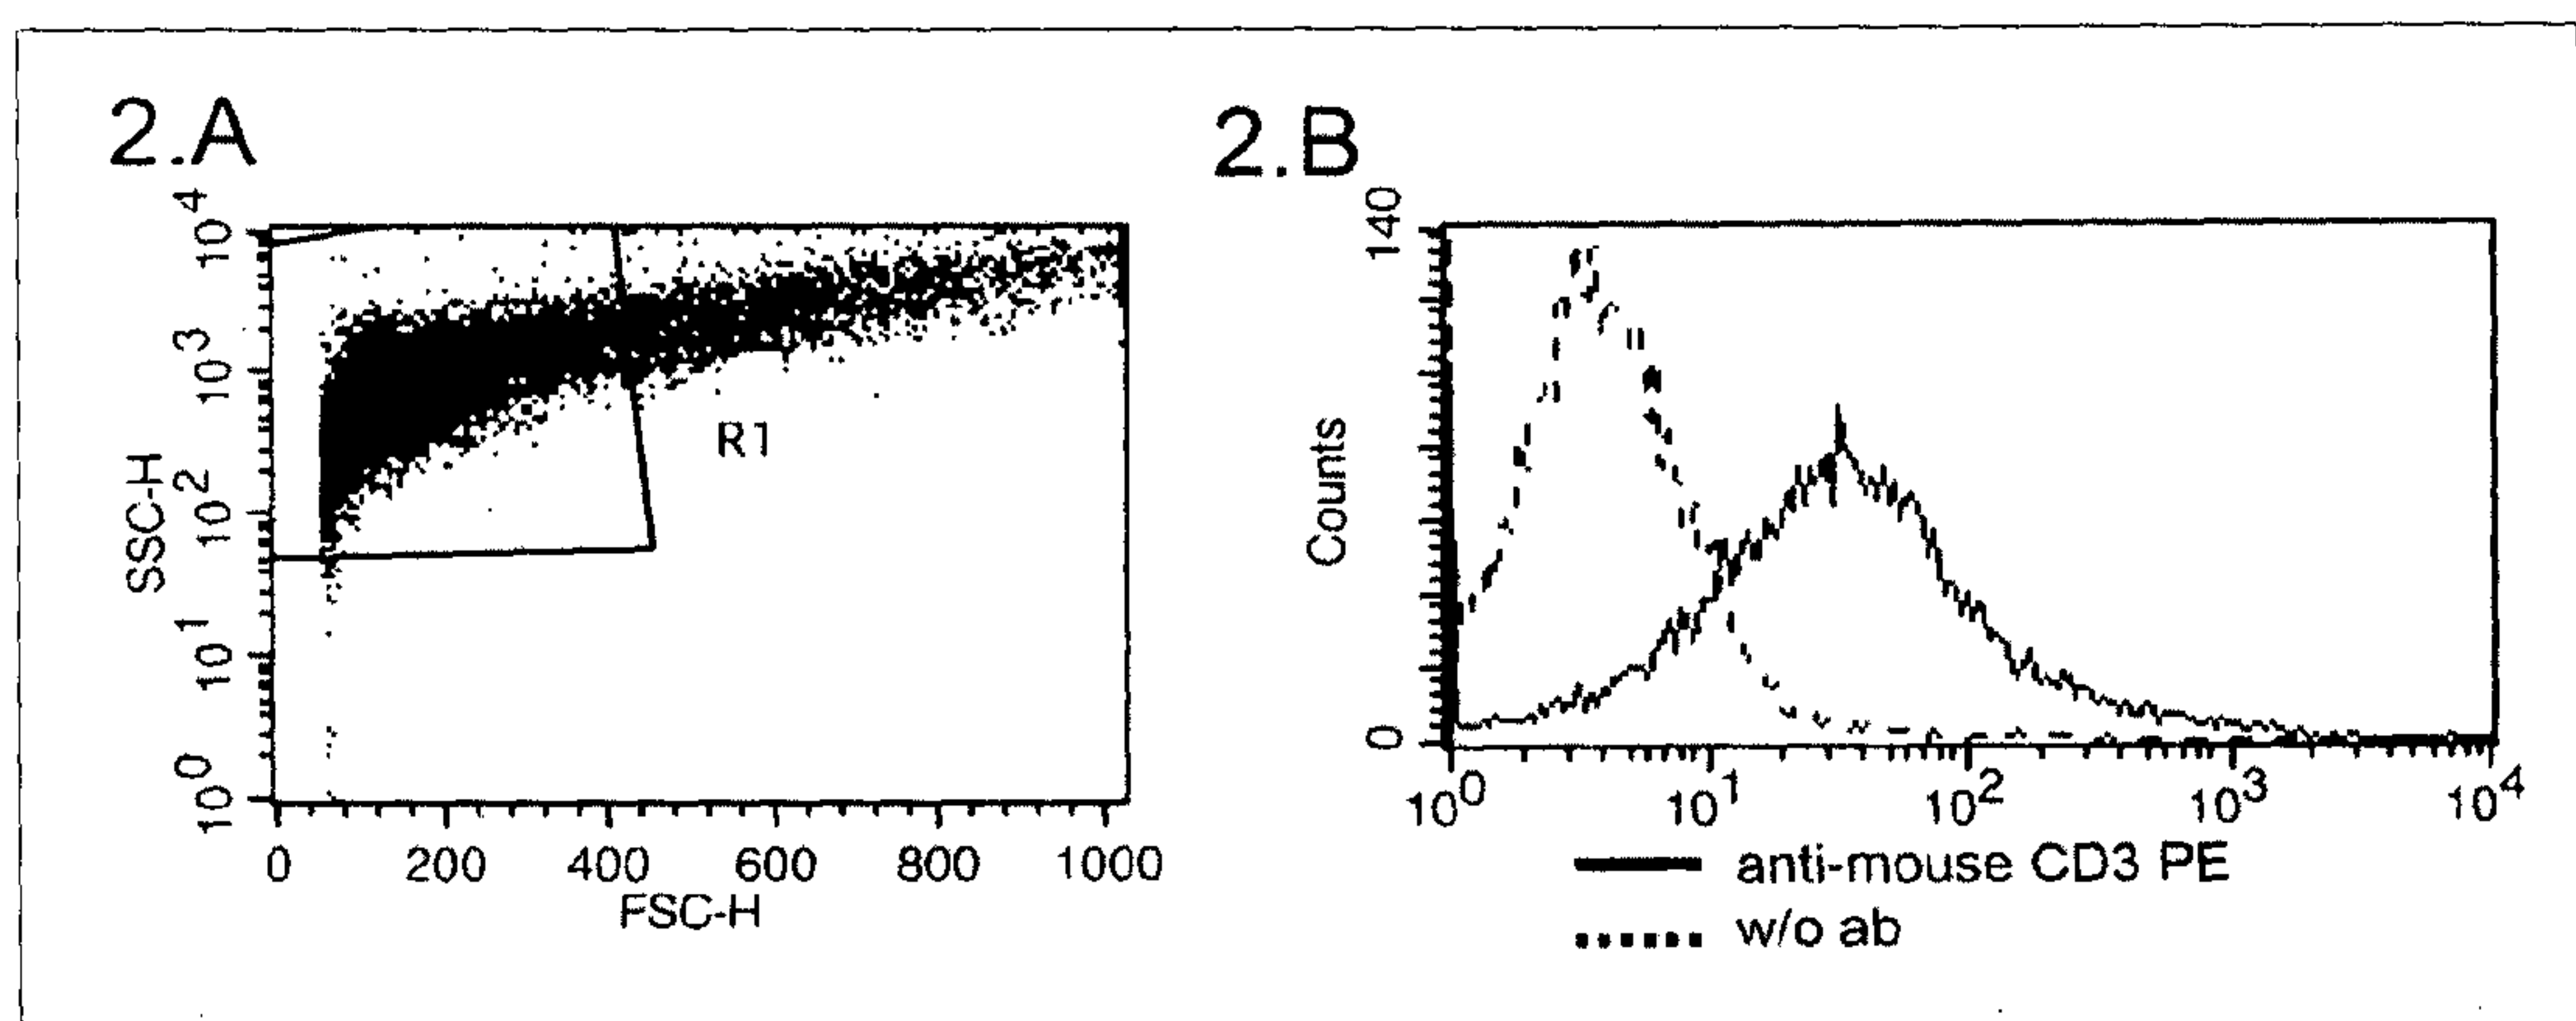 2.A
10^4
10^3
10^2
10^1
10^0
SSC-H
R1
0 200 400 600 800 1000
FSC-H
2.B
140
0
Counts
10^0 10^1 10^2 10^3 10^4
anti-mouse CD3 PE
w/o ab